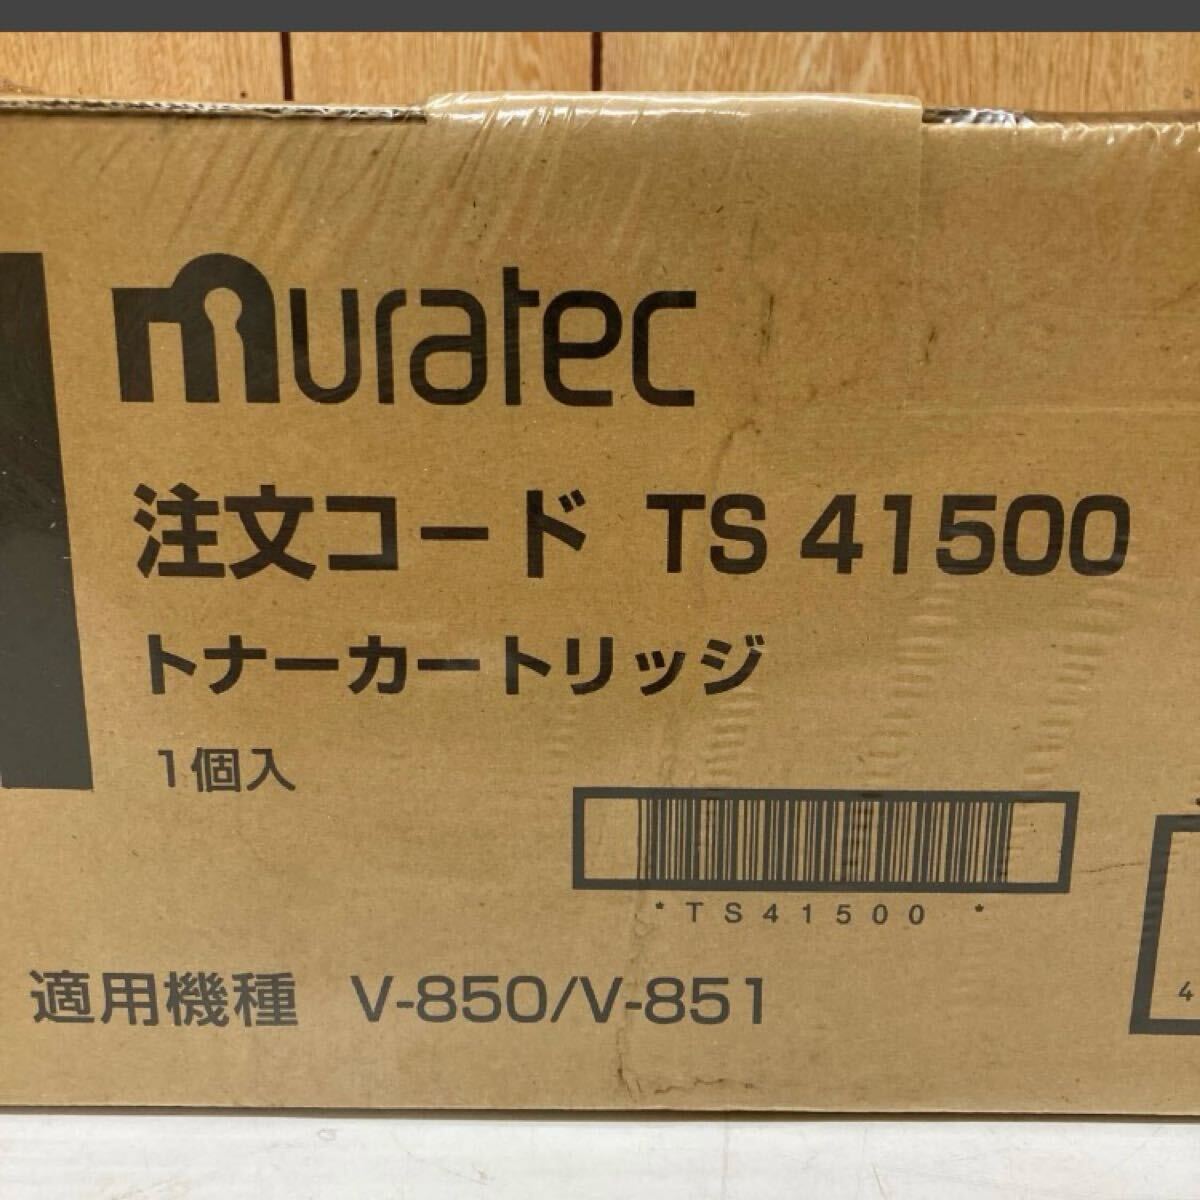 muratec
注文コード TS 41500
トナーカートリッジ
1個入
*TS41500 *
適用機種 V-850/V-851
4